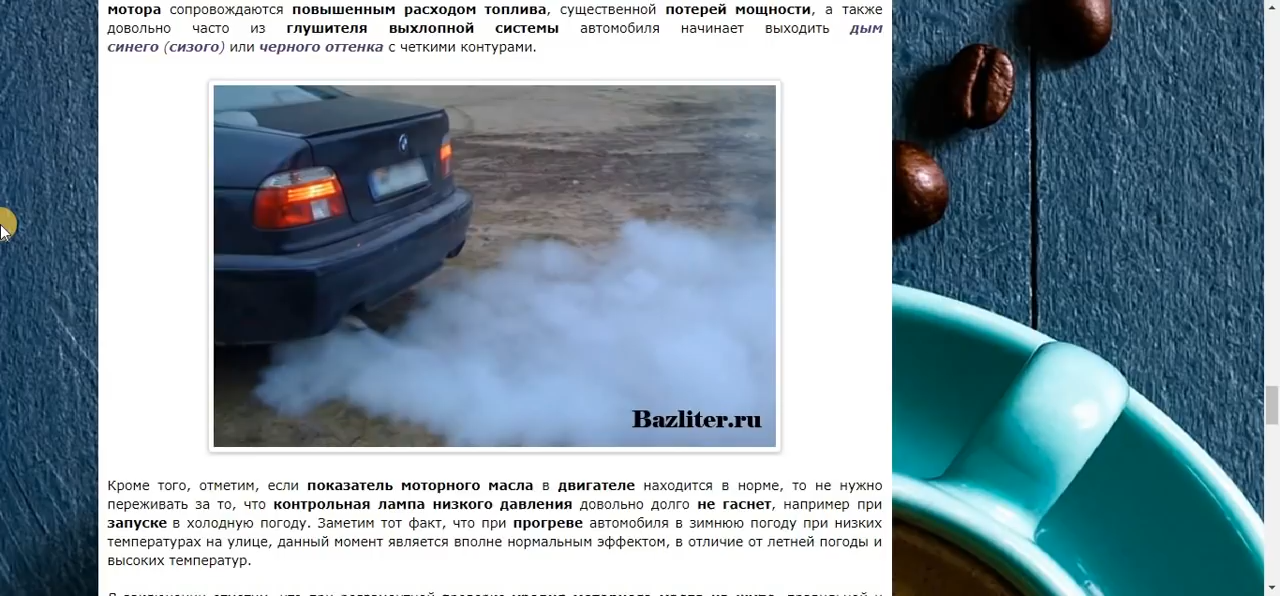 мотора сопровождаются повышенным расходом топлива, существенной потерей мощности, а также
довольно часто из глушителя выхлопной системы автомобиля начинает выходить дым
синего (сизого) или черного оттенка с четкими контурами.
Bazliter.ru
Кроме того, отметим, если показатель моторного масла в двигателе находится в норме, то не нужно
переживать за то, что контрольная лампа низкого давления довольно долго не гаснет, например при
запуске в холодную погоду. Заметим тот факт, что при прогреве автомобиля в зимнюю погоду при низких
температурах на улице, данный момент является вполне нормальным эффектом, в отличие от летней погоды и
высоких температур.